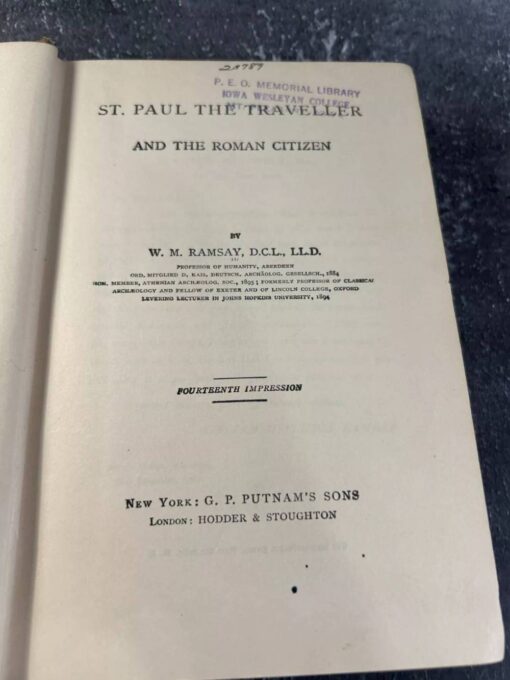 2A789
P. E. O. MEMORIAL LIBRARY
IOWA WESLEYAN COLLEGE
ST. PAUL THE TRAVELLER
AND THE ROMAN CITIZEN
BY
W. M. RAMSAY, D.C.L., LL.D.
PROFESSOR OF HUMANITY, ABERDEEN
ORD. MITGLIED D. KAIS. DEUTSCH. ARCHÄOLOG. GESELLSCH., 1884
HON. MEMBER, ATHENIAN ARCHÆOLOG. SOC., 1895; FORMERLY PROFESSOR OF CLASSICAL
ARCHÆOLOGY AND FELLOW OF EXETER AND OF LINCOLN COLLEGE, OXFORD
LEVERING LECTURER IN JOHNS HOPKINS UNIVERSITY, 1894
FOURTEENTH IMPRESSION
NEW YORK: G. P. PUTNAM'S SONS
LONDON: HODDER & STOUGHTON